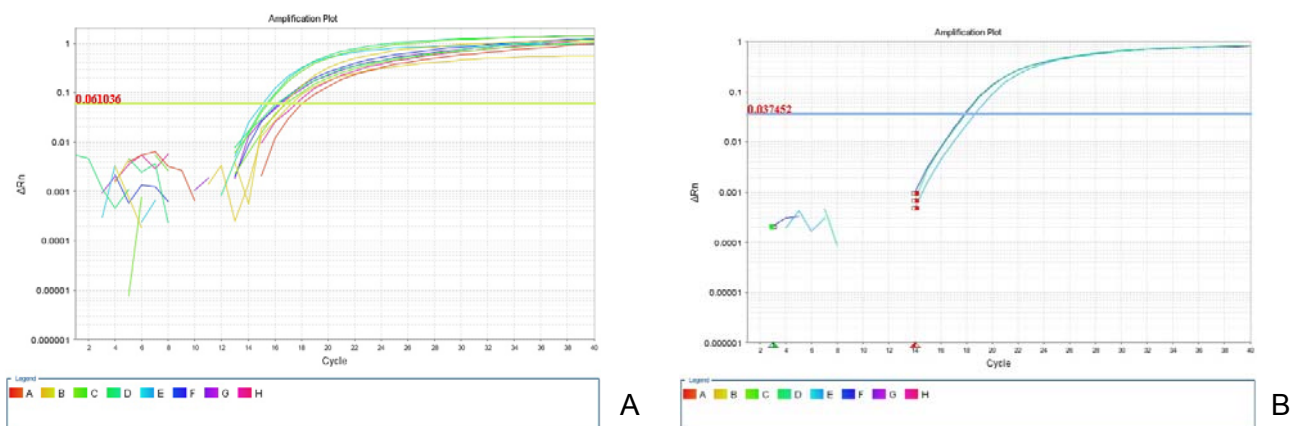 Amplification Plot
1
0.1
0.061036
0.01
ΔRn
0.001
0.0001
0.00001
0.000001
2 4 6 8 10 12 14 16 18 20 22 24 26 28 30 32 34 36 38 40
Cycle
Legend
A B C D E F G H
A
Amplification Plot
1
0.1
0.037452
0.01
ΔRn
0.001
0.0001
0.00001
0.000001
2 4 6 8 10 12 14 16 18 20 22 24 26 28 30 32 34 36 38 40
Cycle
Legend
A B C D E F G H
B